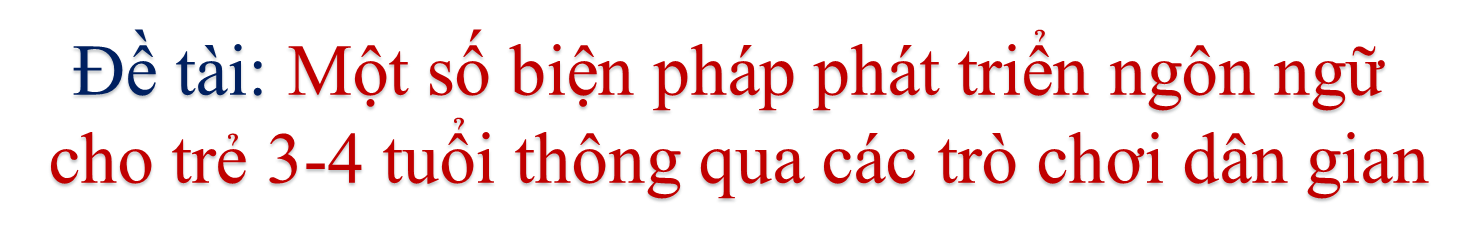 Đề tài: Một số biện pháp phát triển ngôn ngữ
cho trẻ 3-4 tuổi thông qua các trò chơi dân gian